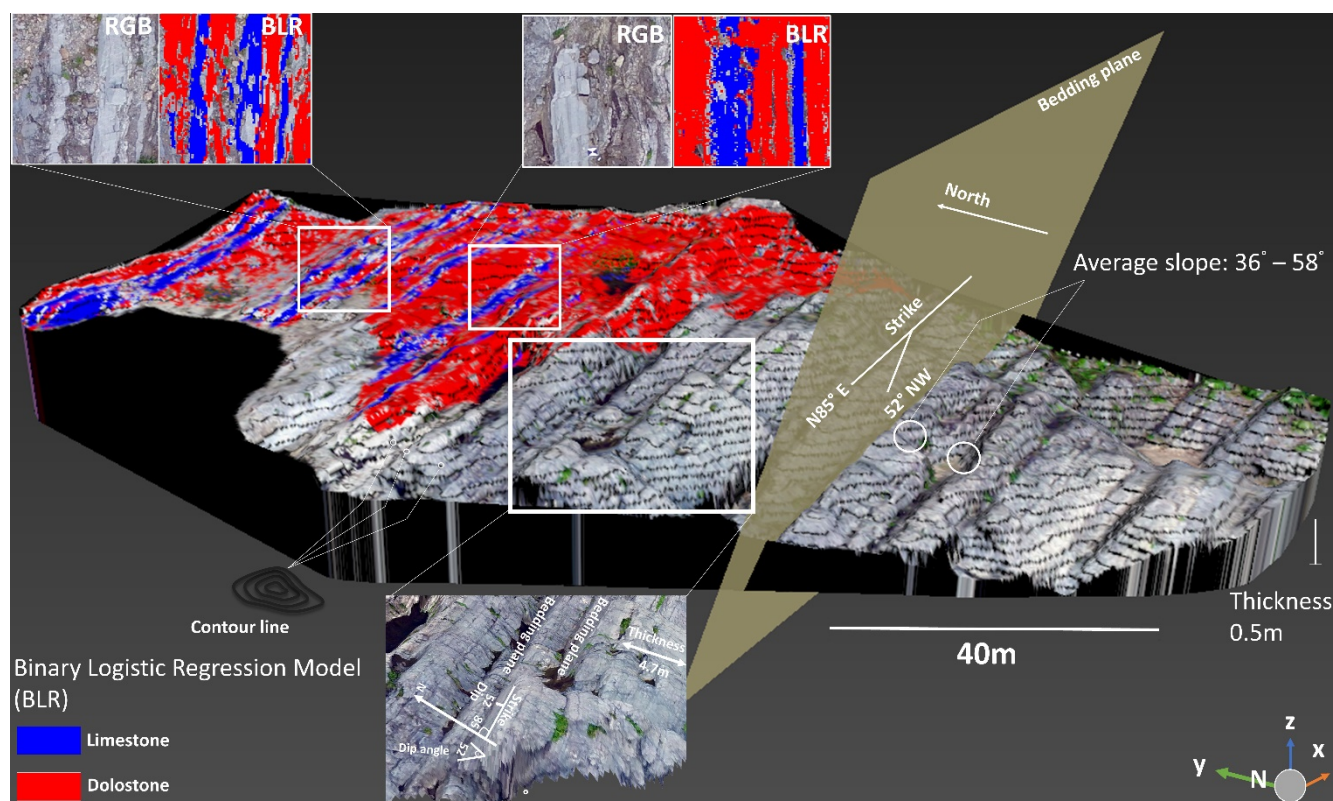 RGB
BLR
RGB
BLR
Bedding plane
North
Average slope: 36° – 58°
Strike
N85° E
52° NW
Contour line
Thickness
0.5m
40m
Bedding plane
Bedding plane
Thickness
4.7m
N
Dip
52
Strike
85
Dip angle
52
Binary Logistic Regression Model
(BLR)
Limestone
Dolostone
z
x
y
N